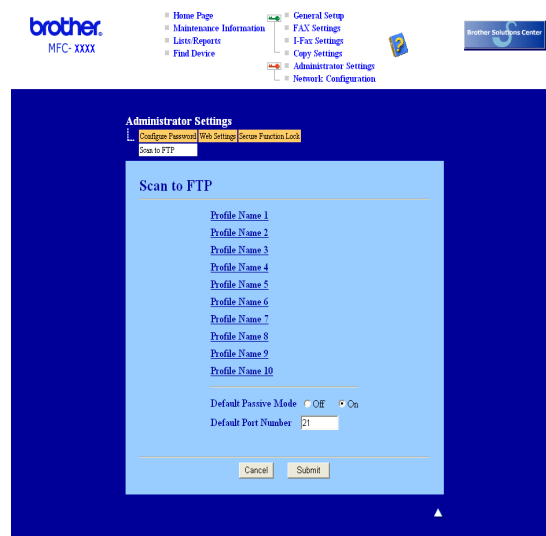 brother.
MFC- XXXX
Home Page
Maintenance Information
Lists/Reports
Find Device
General Setup
FAX Settings
I-Fax Settings
Copy Settings
Administrator Settings
Network Configuration
Brother Solutions Center
Administrator Settings
Configure Password Web Settings Secure Function Lock
Scan to FTP
Scan to FTP
Profile Name 1
Profile Name 2
Profile Name 3
Profile Name 4
Profile Name 5
Profile Name 6
Profile Name 7
Profile Name 8
Profile Name 9
Profile Name 10
Default Passive Mode Off On
Default Port Number 21
Cancel Submit